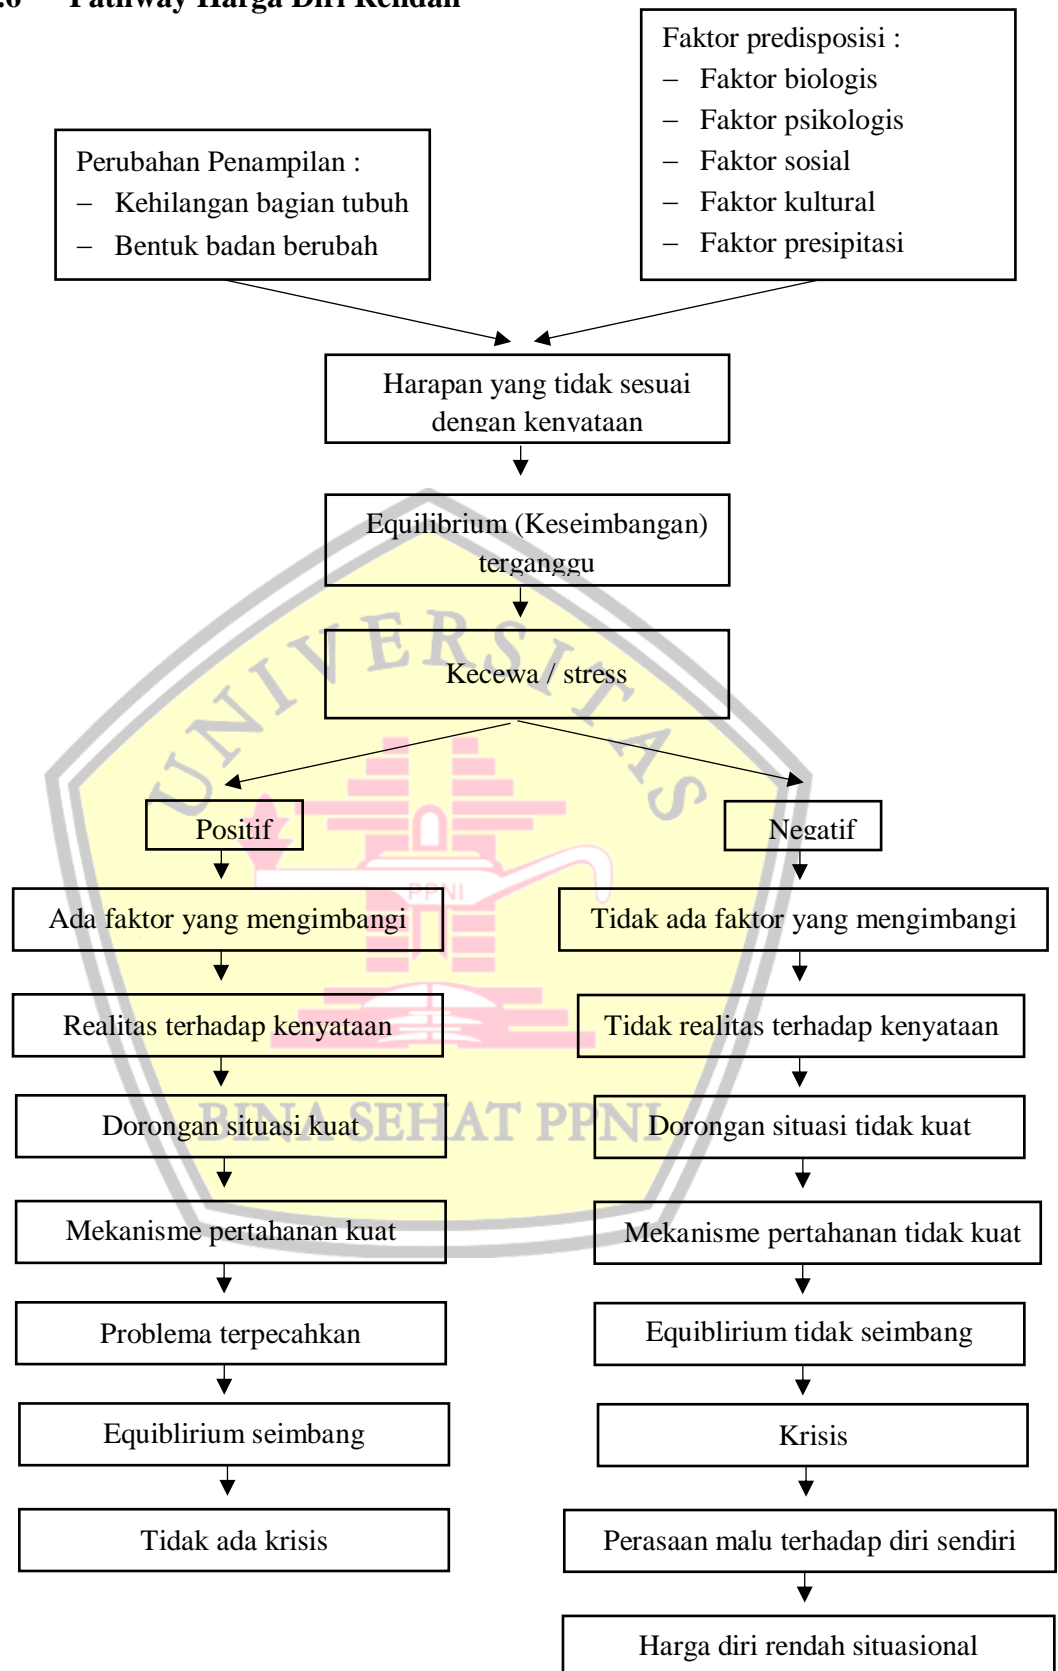 .6 Pathway Harga Diri Rendah
Faktor predisposisi :
– Faktor biologis
– Faktor psikologis
– Faktor sosial
– Faktor kultural
– Faktor presipitasi
Perubahan Penampilan :
– Kehilangan bagian tubuh
– Bentuk badan berubah
Harapan yang tidak sesuai
dengan kenyataan
Equilibrium (Keseimbangan)
terganggu
Kecewa / stress
Positif
Negatif
Ada faktor yang mengimbangi
Tidak ada faktor yang mengimbangi
Realitas terhadap kenyataan
Tidak realitas terhadap kenyataan
Dorongan situasi kuat
Dorongan situasi tidak kuat
Mekanisme pertahanan kuat
Mekanisme pertahanan tidak kuat
Problema terpecahkan
Equiblirium tidak seimbang
Equiblirium seimbang
Krisis
Tidak ada krisis
Perasaan malu terhadap diri sendiri
Harga diri rendah situasional
UNIVERSITAS
PPNI
BINA SEHAT PPNI